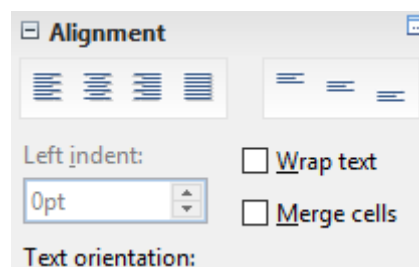 Alignment
Left indent:
Wrap text
0pt
Merge cells
Text orientation: